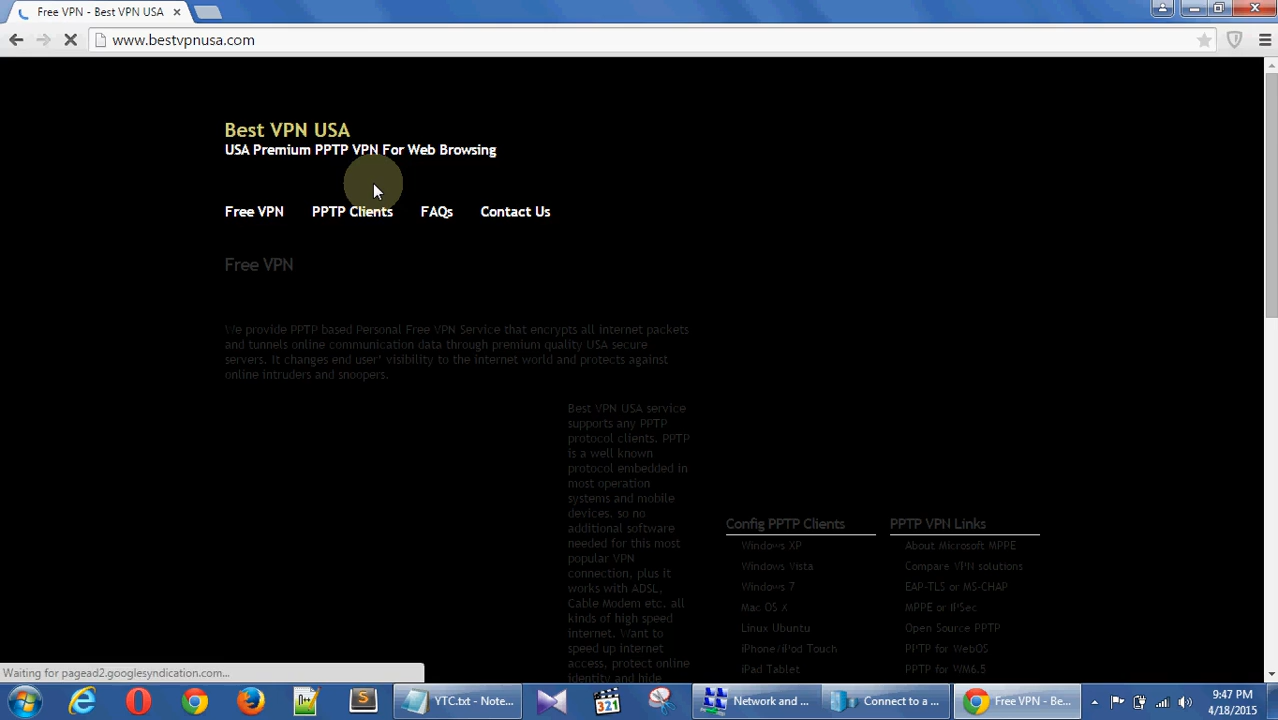 Free VPN - Best VPN USA
www.bestvpnusa.com
Best VPN USA
USA Premium PPTP VPN For Web Browsing
Free VPN PPTP Clients FAQs Contact Us
Free VPN
We provide PPTP based Personal Free VPN Service that encrypts all internet packets
and tunnels online communication data through premium quality USA secure
servers. It changes end user' visibility to the internet world and protects against
online intruders and snoopers.
Best VPN USA service
supports any PPTP
protocol clients. PPTP
is a well known
protocol embedded in
most operation
systems and mobile
devices, so no
additional software
needed for this most
popular VPN
connection, plus it
works with ADSL,
Cable Modem etc. all
kinds of high speed
internet. Want to
speed up internet
access, protect online
identity and hide
Config PPTP Clients
Windows XP
Windows Vista
Windows 7
Mac OS X
Linux Ubuntu
iPhone/iPod Touch
iPad Tablet
PPTP VPN Links
About Microsoft MPPE
Compare VPN solutions
EAP-TLS or MS-CHAP
MPPE or IPSec
Open Source PPTP
PPTP for WebOS
PPTP for WM6.5
Waiting for pagead2.googlesyndication.com...
YTC.txt - Note...
321
Network and ...
Connect to a ...
Free VPN - Be...
9:47 PM
4/18/2015